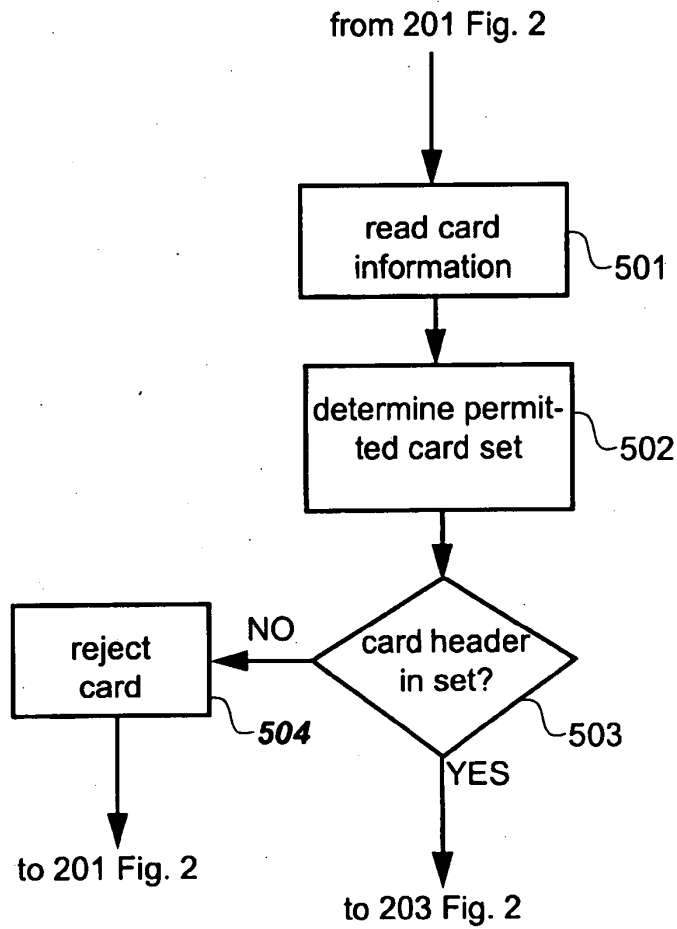 from 201 Fig. 2
read card
information
501
determine permit-
ted card set
502
card header
in set?
503
NO
reject
card
504
YES
to 201 Fig. 2
to 203 Fig. 2